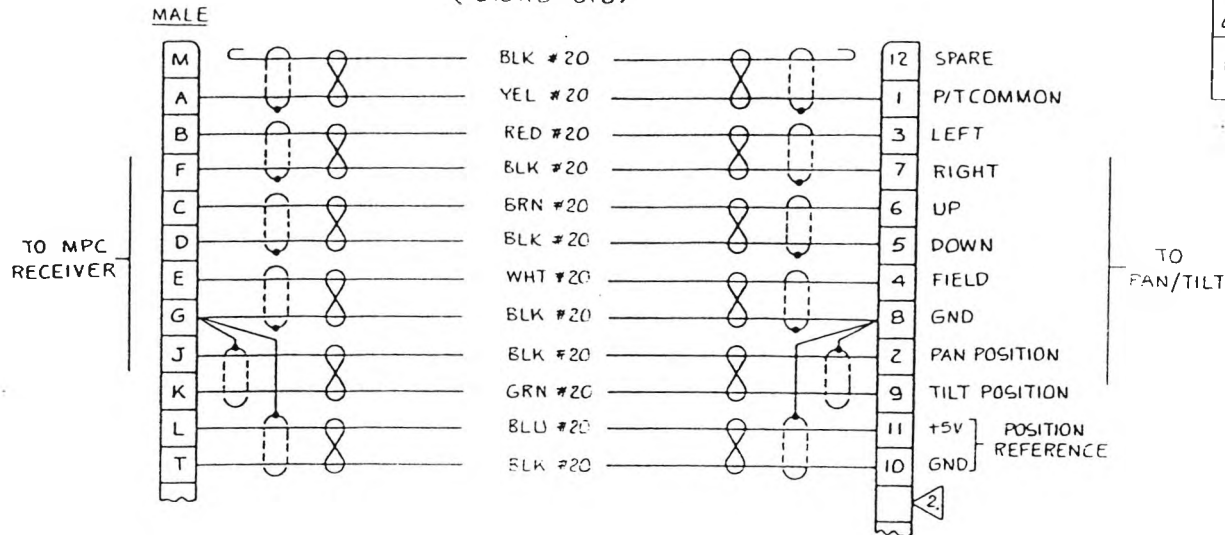 MALE
M BLK #20 12 SPARE
A YEL #20 1 P/T COMMON
B RED #20 3 LEFT
F BLK #20 7 RIGHT
C BRN #20 6 UP
D BLK #20 5 DOWN
TO MPC RECEIVER
E WHT #20 4 FIELD
TO PAN/TILT
G BLK #20 8 GND
J BLK #20 2 PAN POSITION
K GRN #20 9 TILT POSITION
L BLU #20 11 +5V
POSITION REFERENCE
T BLK #20 10 GND
2.